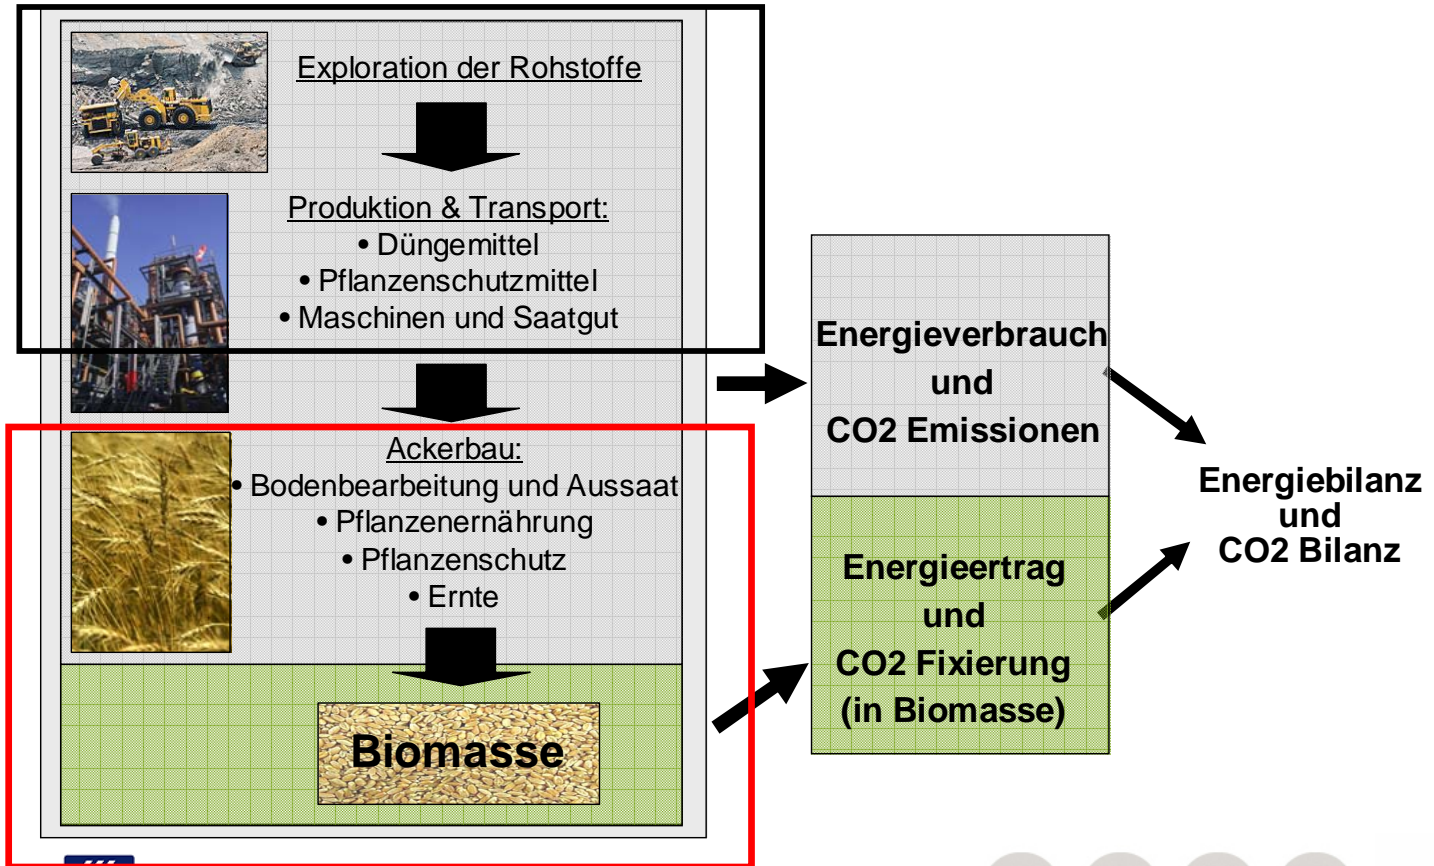 Exploration der Rohstoffe
Produktion & Transport:
• Düngemittel
• Pflanzenschutzmittel
• Maschinen und Saatgut
Ackerbau:
• Bodenbearbeitung und Aussaat
• Pflanzenernährung
• Pflanzenschutz
• Ernte
Biomasse
Energieverbrauch
und
CO2 Emissionen
Energieertrag
und
CO2 Fixierung
(in Biomasse)
Energiebilanz
und
CO2 Bilanz